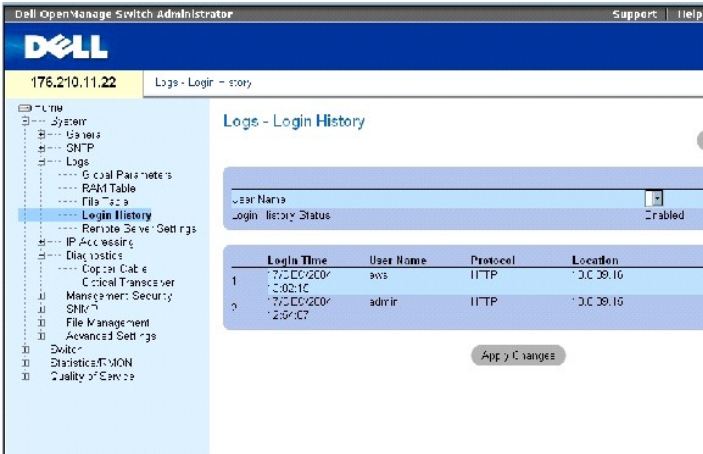 Dell OpenManage Switch Administrator
Support | Help
DELL
176.210.11.22
Logs - Login History
Home
System
General
SNTP
Logs
Global Parameters
RAM Table
File Table
Login History
Remote Server Settings
IP Addressing
Diagnostics
Copper Cable
Optical Transceiver
Management Security
SNMP
File Management
Advanced Settings
Switch
Statistics/RMON
Quality of Service
Logs - Login History
User Name
Login History Status Enabled
Login Time User Name Protocol Location
1 HTTP
2 admin HTTP
Apply Changes